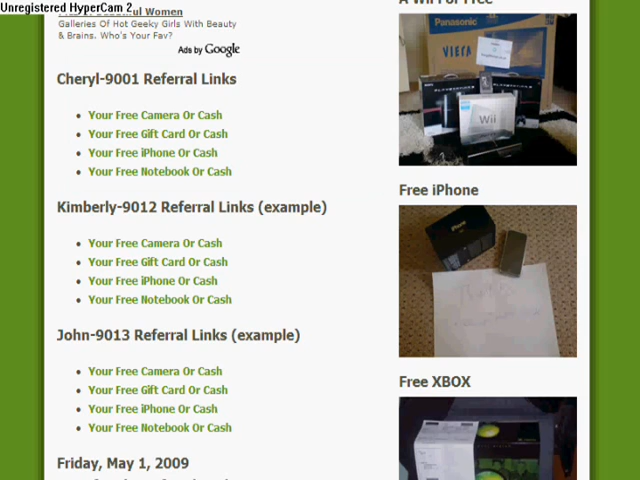 Unregistered HyperCam 2
Beautiful Women
Galleries Of Hot Geeky Girls With Beauty
& Brains. Who's Your Fav?
Ads by Google
Cheryl-9001 Referral Links
Your Free Camera Or Cash
Your Free Gift Card Or Cash
Your Free iPhone Or Cash
Your Free Notebook Or Cash
Kimberly-9012 Referral Links (example)
Your Free Camera Or Cash
Your Free Gift Card Or Cash
Your Free iPhone Or Cash
Your Free Notebook Or Cash
John-9013 Referral Links (example)
Your Free Camera Or Cash
Your Free Gift Card Or Cash
Your Free iPhone Or Cash
Your Free Notebook Or Cash
Friday, May 1, 2009
A Wii For Free
Panasonic
VIERA
Wii
Free iPhone
iPhone
Free XBOX